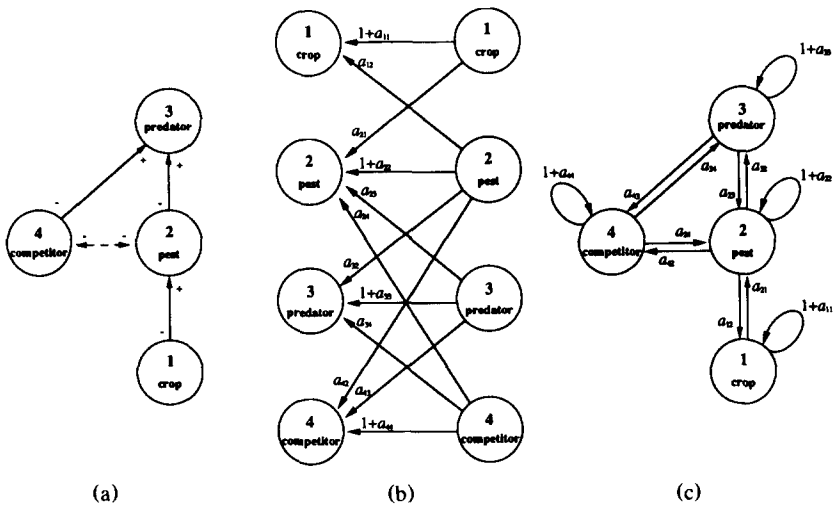 3
predator
+
+
-
-
4
competitor
-
-
-
2
pest
+
-
1
crop
(a)
1
crop
1+a₁₁
1
crop
a₁₂
a₂₁
2
pest
1+a₂₂
2
pest
a₂₃
a₂₄
a₃₂
3
predator
1+a₃₃
3
predator
a₃₄
a₄₂
a₄₃
4
competitor
1+a₄₄
4
competitor
(b)
1+a₃₃
3
predator
1+a₄₄
a₄₃
a₃₄
a₃₂
a₂₃
1+a₂₂
4
competitor
a₂₄
a₄₂
2
pest
a₂₁
a₁₂
1+a₁₁
1
crop
(c)